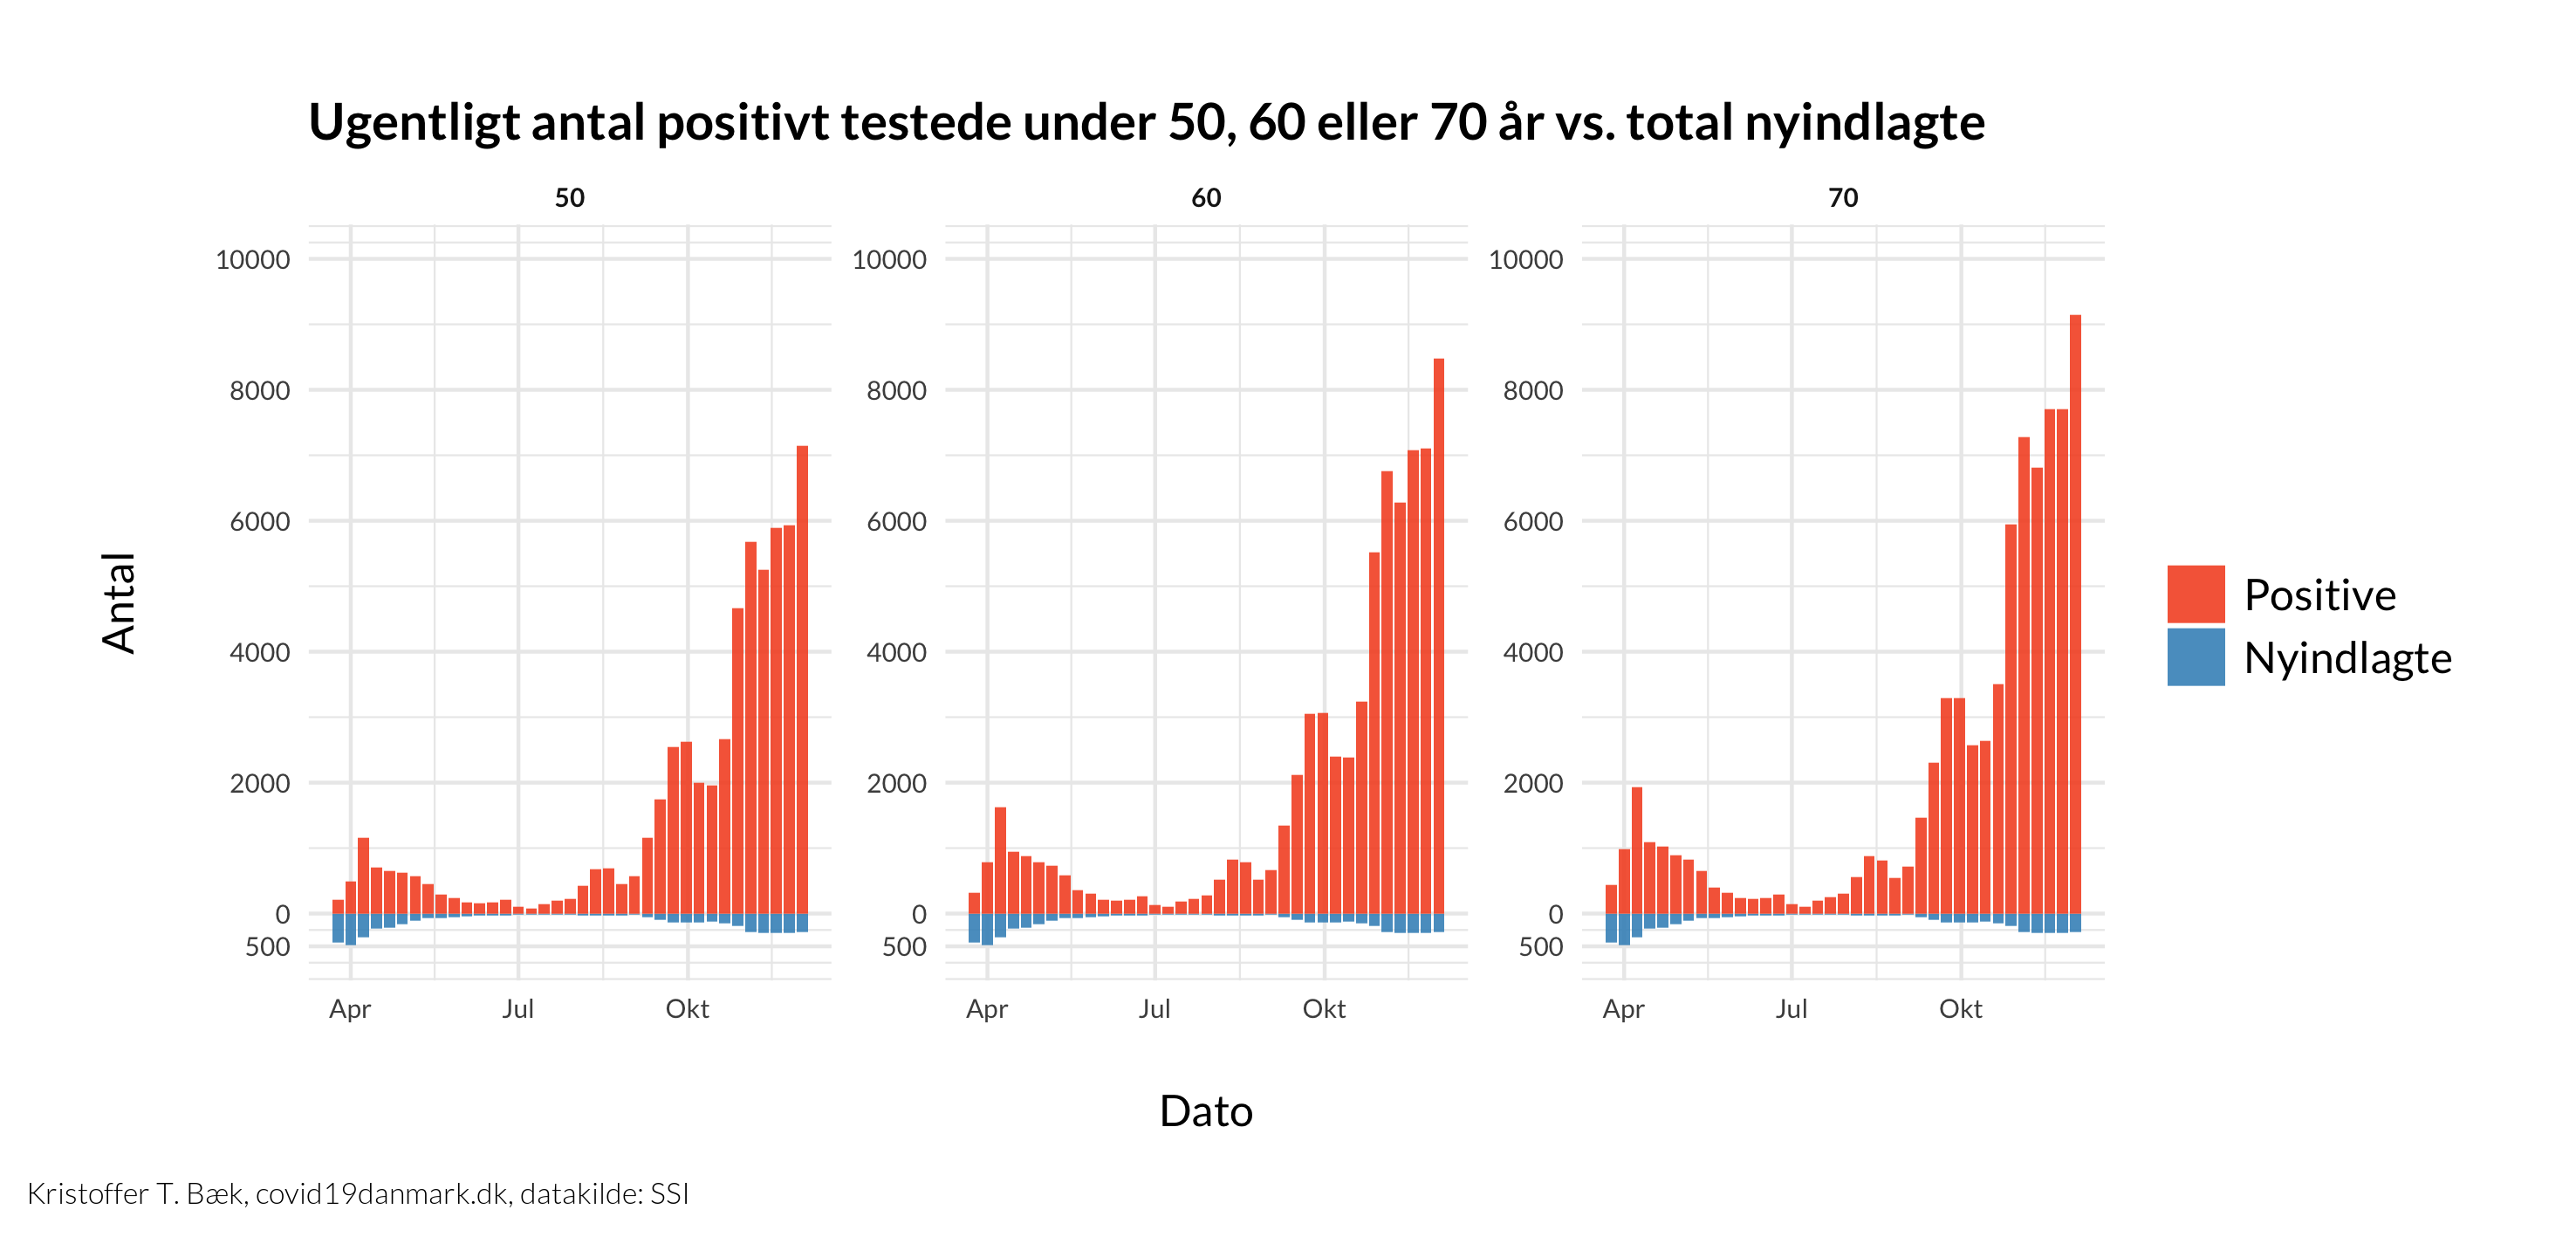 Ugentligt antal positivt testede under 50, 60 eller 70 år vs. total nyindlagte
50
60
70
Antal
10000
8000
6000
4000
2000
0
500
10000
8000
6000
4000
2000
0
500
10000
8000
6000
4000
2000
0
500
Apr Jul Okt
Apr Jul Okt
Apr Jul Okt
Positive
Nyindlagte
Dato
Kristoffer T. Bæk, covid19danmark.dk, datakilde: SSI